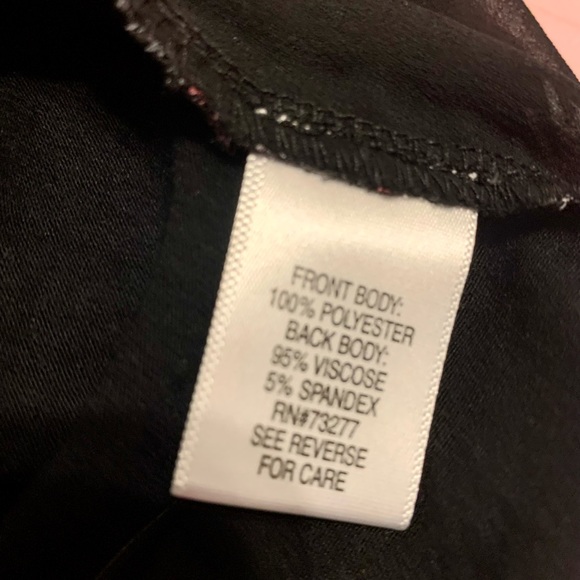 FRONT BODY:
100% POLYESTER
BACK BODY:
95% VISCOSE
5% SPANDEX
RN#73277
SEE REVERSE
FOR CARE